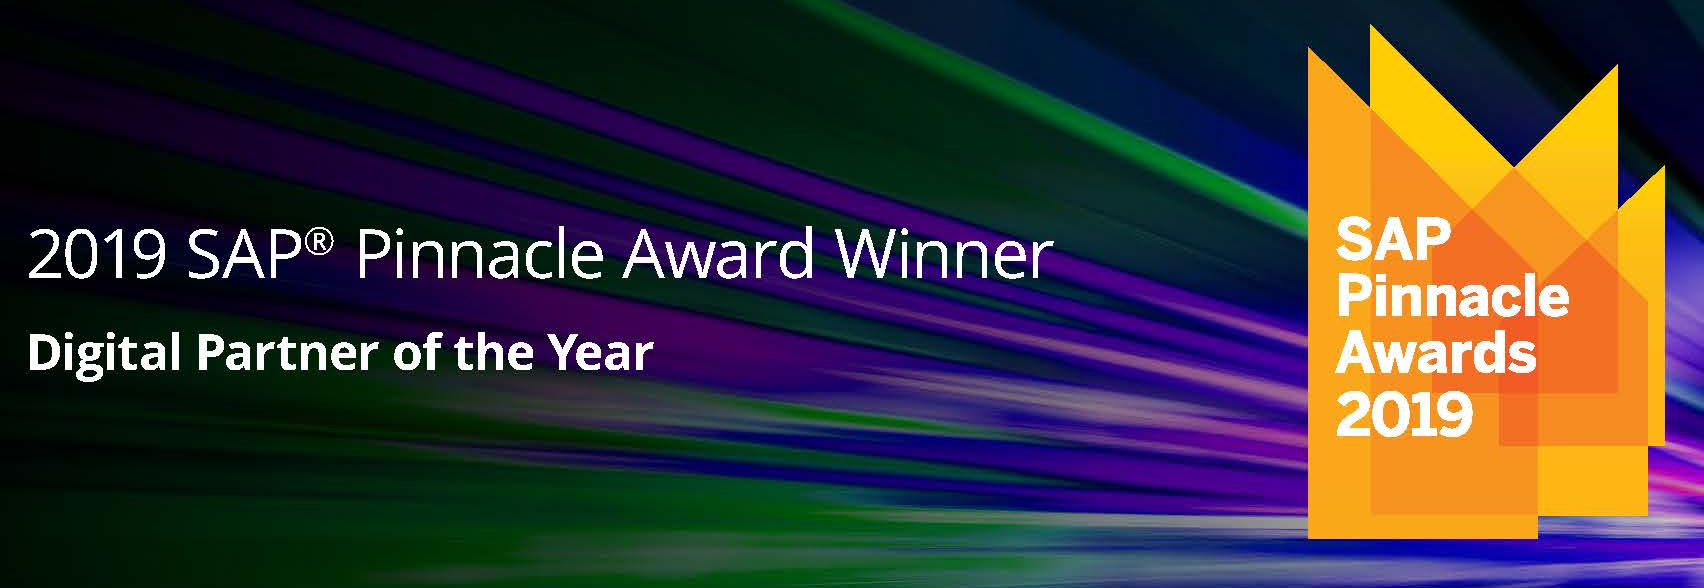 2019 SAP® Pinnacle Award Winner
Digital Partner of the Year
SAP
Pinnacle
Awards
2019